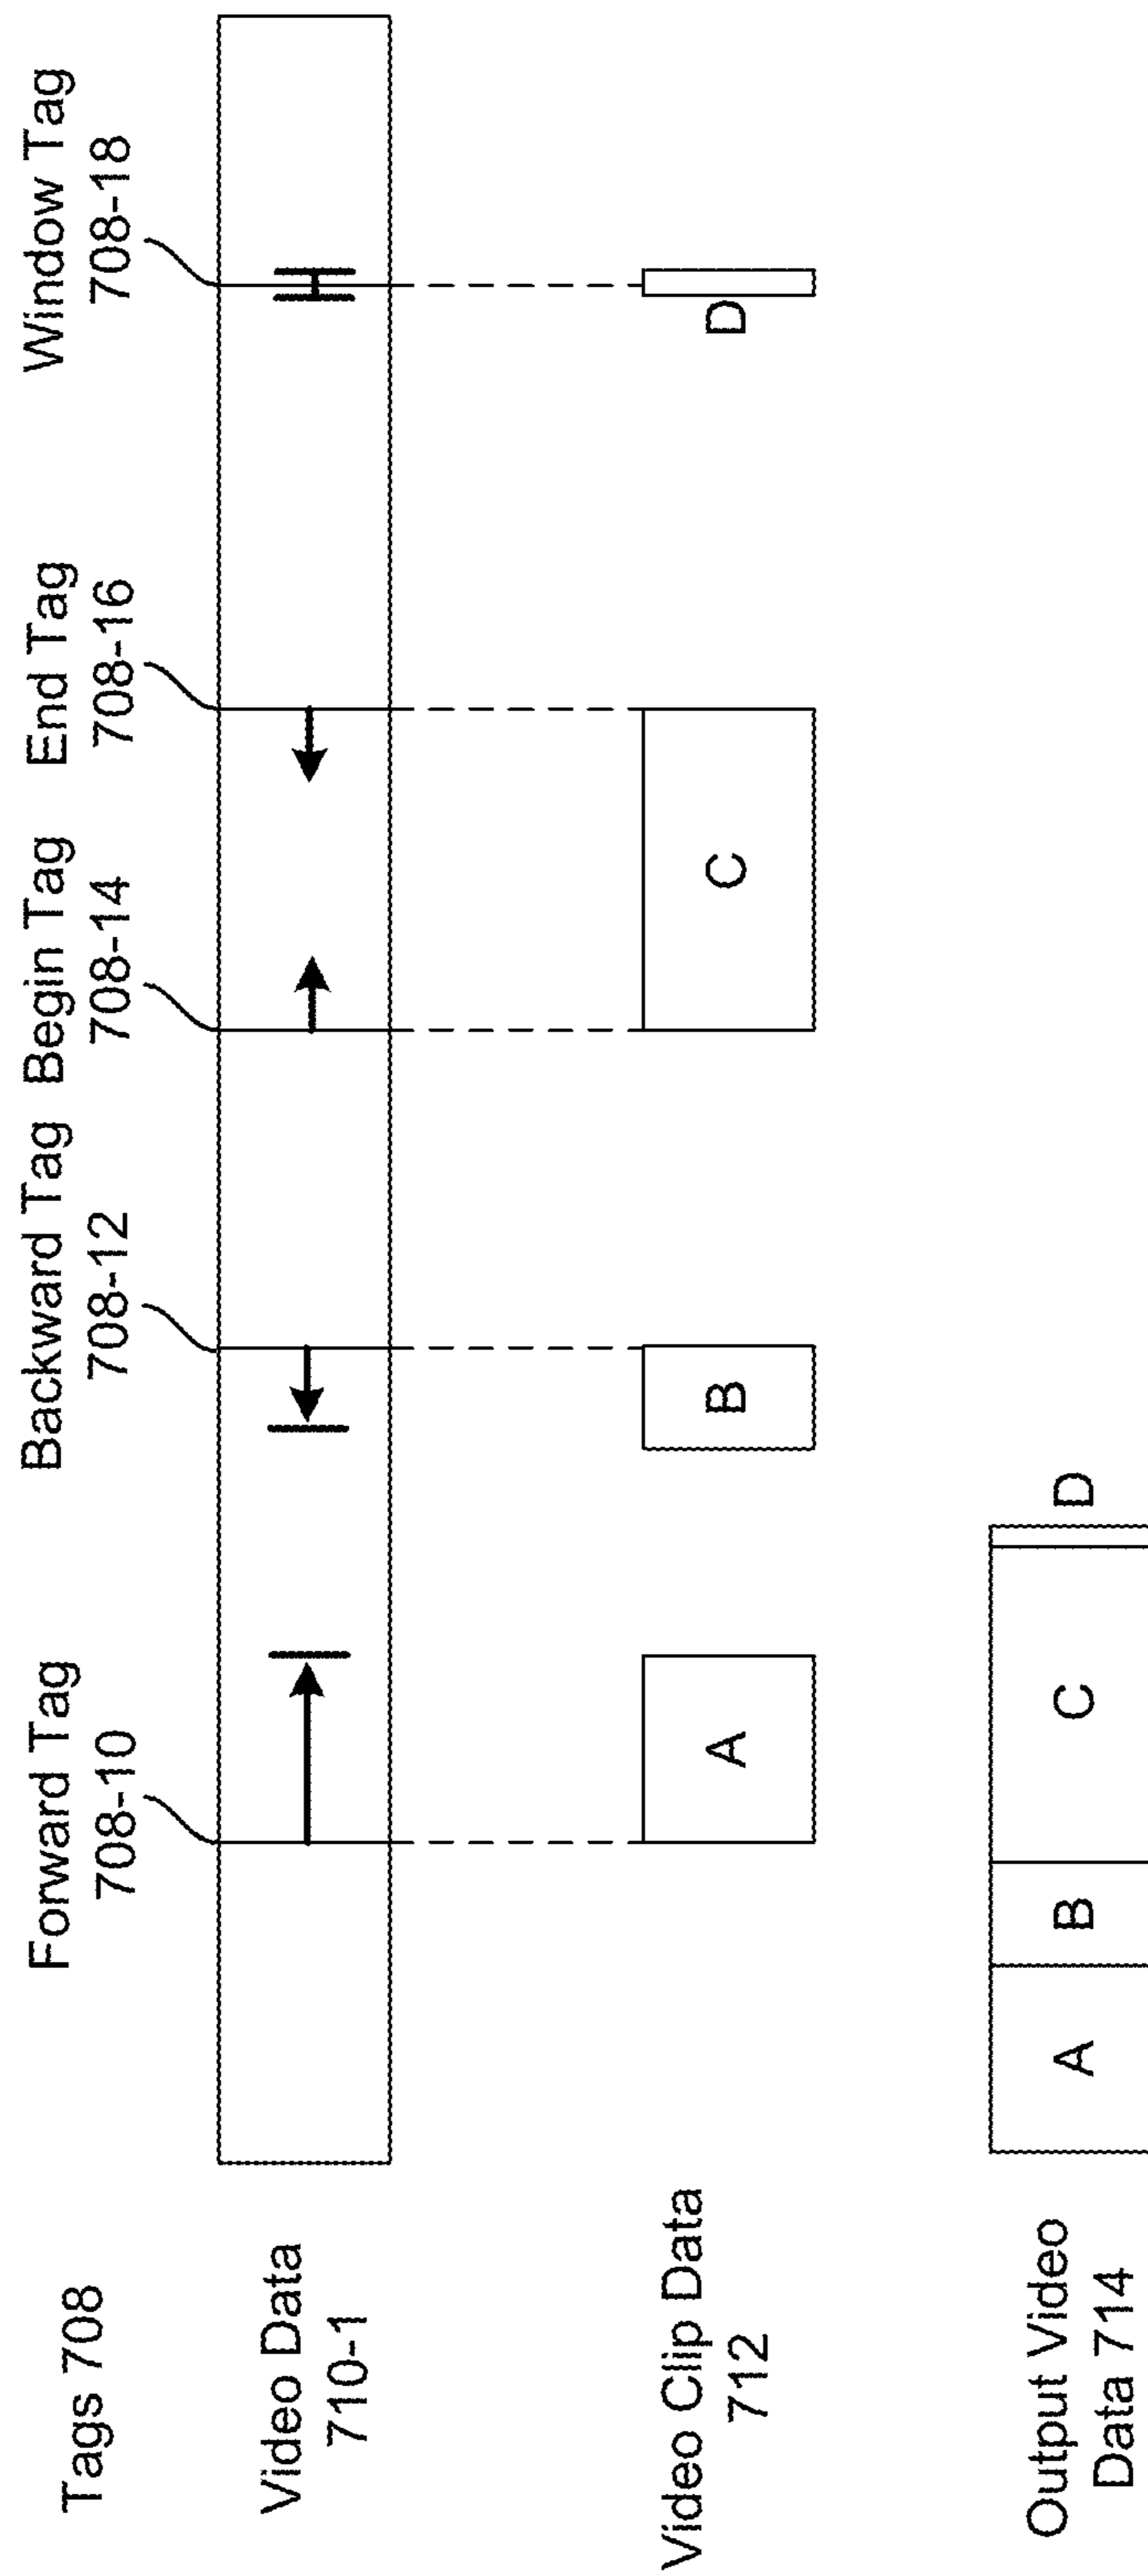 Tags 708
Forward Tag
708-10
Backward Tag
708-12
Begin Tag
708-14
End Tag
708-16
Window Tag
708-18
Video Data
710-1
Video Clip Data
712
A
B
C
D
Output Video
Data 714
A
B
C
D